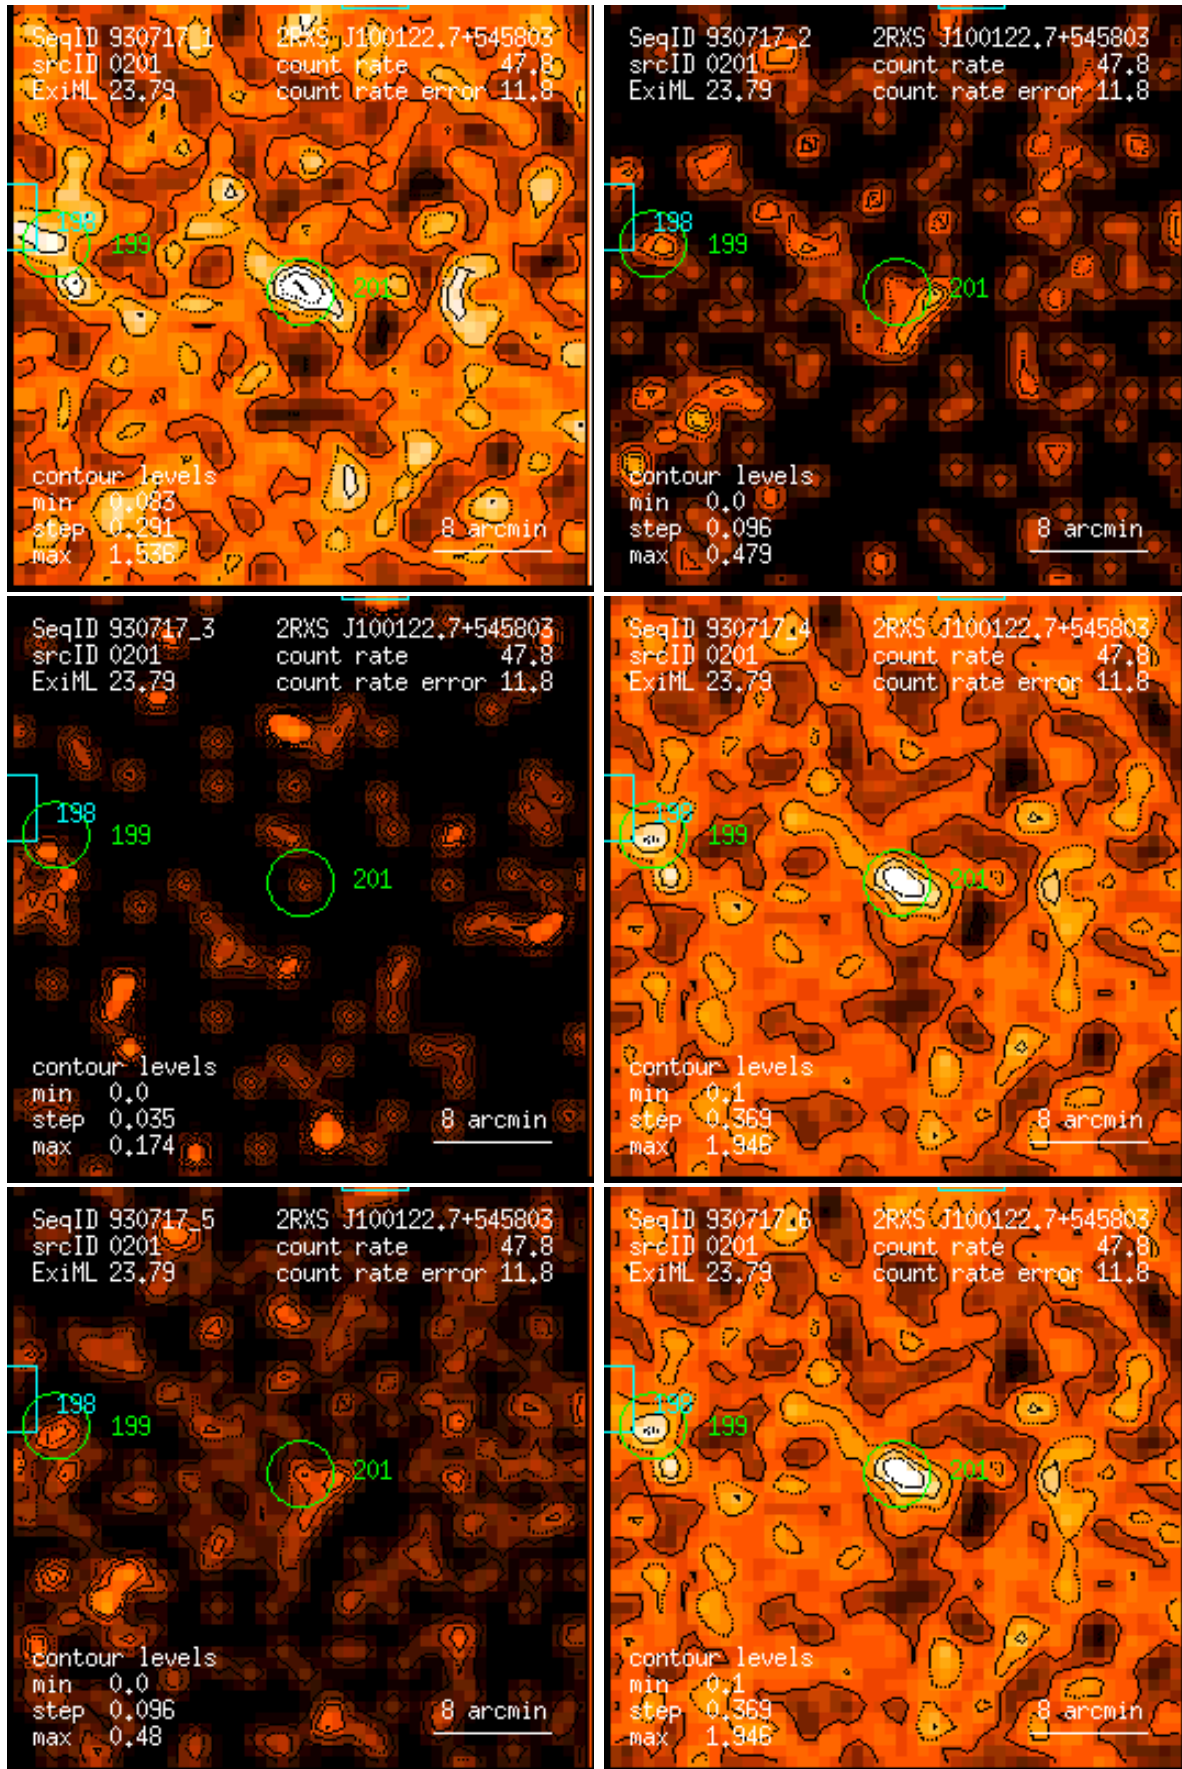 SeqID 930717_1 2RXS J100122.7+545803
srcID 0201 count rate 47.8
ExiML 23.79 count rate error 11.8
198
199
201
contour levels
min 0.083
step 0.291 8 arcmin
max 1.536
SeqID 930717_2 2RXS J100122.7+545803
srcID 0201 count rate 47.8
ExiML 23.79 count rate error 11.8
198
199
201
contour levels
min 0.0
step 0.096 8 arcmin
max 0.479
SeqID 930717_3 2RXS J100122.7+545803
srcID 0201 count rate 47.8
ExiML 23.79 count rate error 11.8
198
199
201
contour levels
min 0.0
step 0.035 8 arcmin
max 0.174
SeqID 930717_4 2RXS J100122.7+545803
srcID 0201 count rate 47.8
ExiML 23.79 count rate error 11.8
198
199
201
contour levels
min 0.1
step 0.369 8 arcmin
max 1.946
SeqID 930717_5 2RXS J100122.7+545803
srcID 0201 count rate 47.8
ExiML 23.79 count rate error 11.8
198
199
201
contour levels
min 0.0
step 0.096 8 arcmin
max 0.48
SeqID 930717_6 2RXS J100122.7+545803
srcID 0201 count rate 47.8
ExiML 23.79 count rate error 11.8
198
199
201
contour levels
min 0.1
step 0.369 8 arcmin
max 1.946